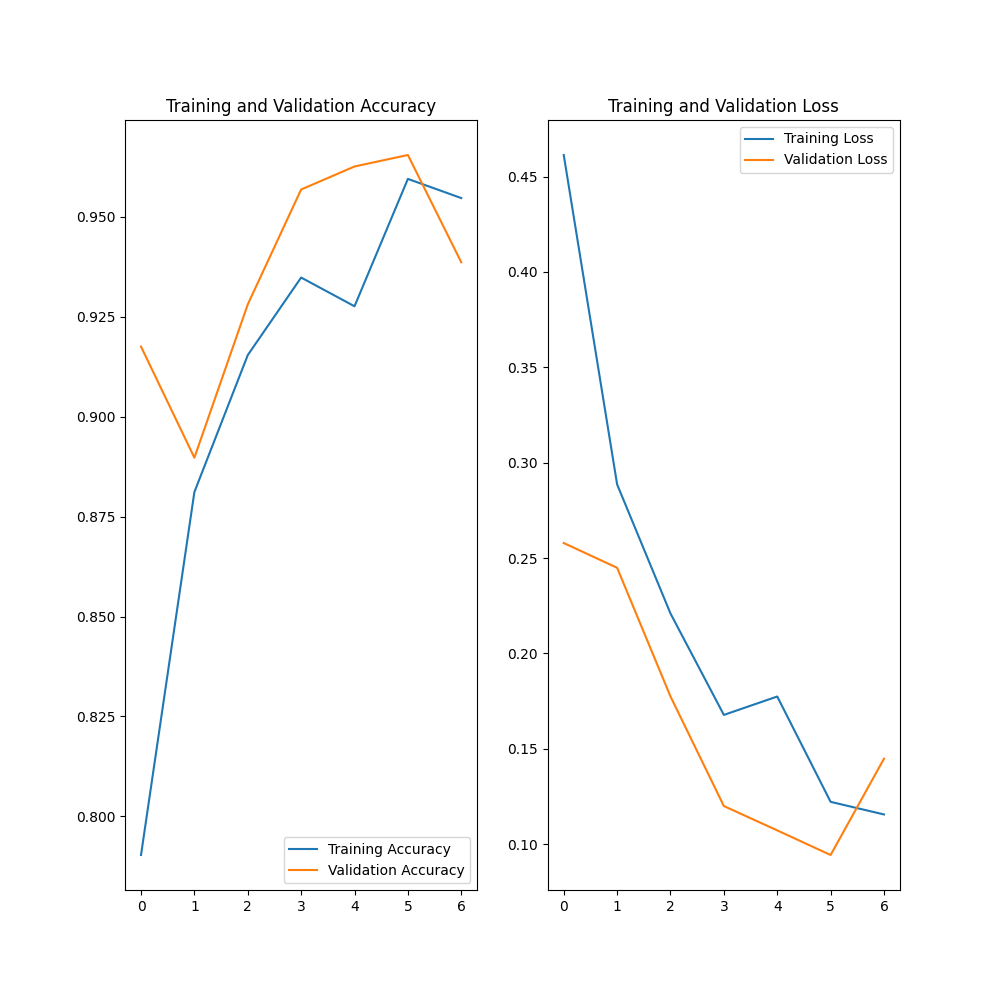 Training and Validation Accuracy
0.950
0.925
0.900
0.875
0.850
0.825
0.800
Training Accuracy
Validation Accuracy
0 1 2 3 4 5 6
Training and Validation Loss
Training Loss
Validation Loss
0.45
0.40
0.35
0.30
0.25
0.20
0.15
0.10
0 1 2 3 4 5 6